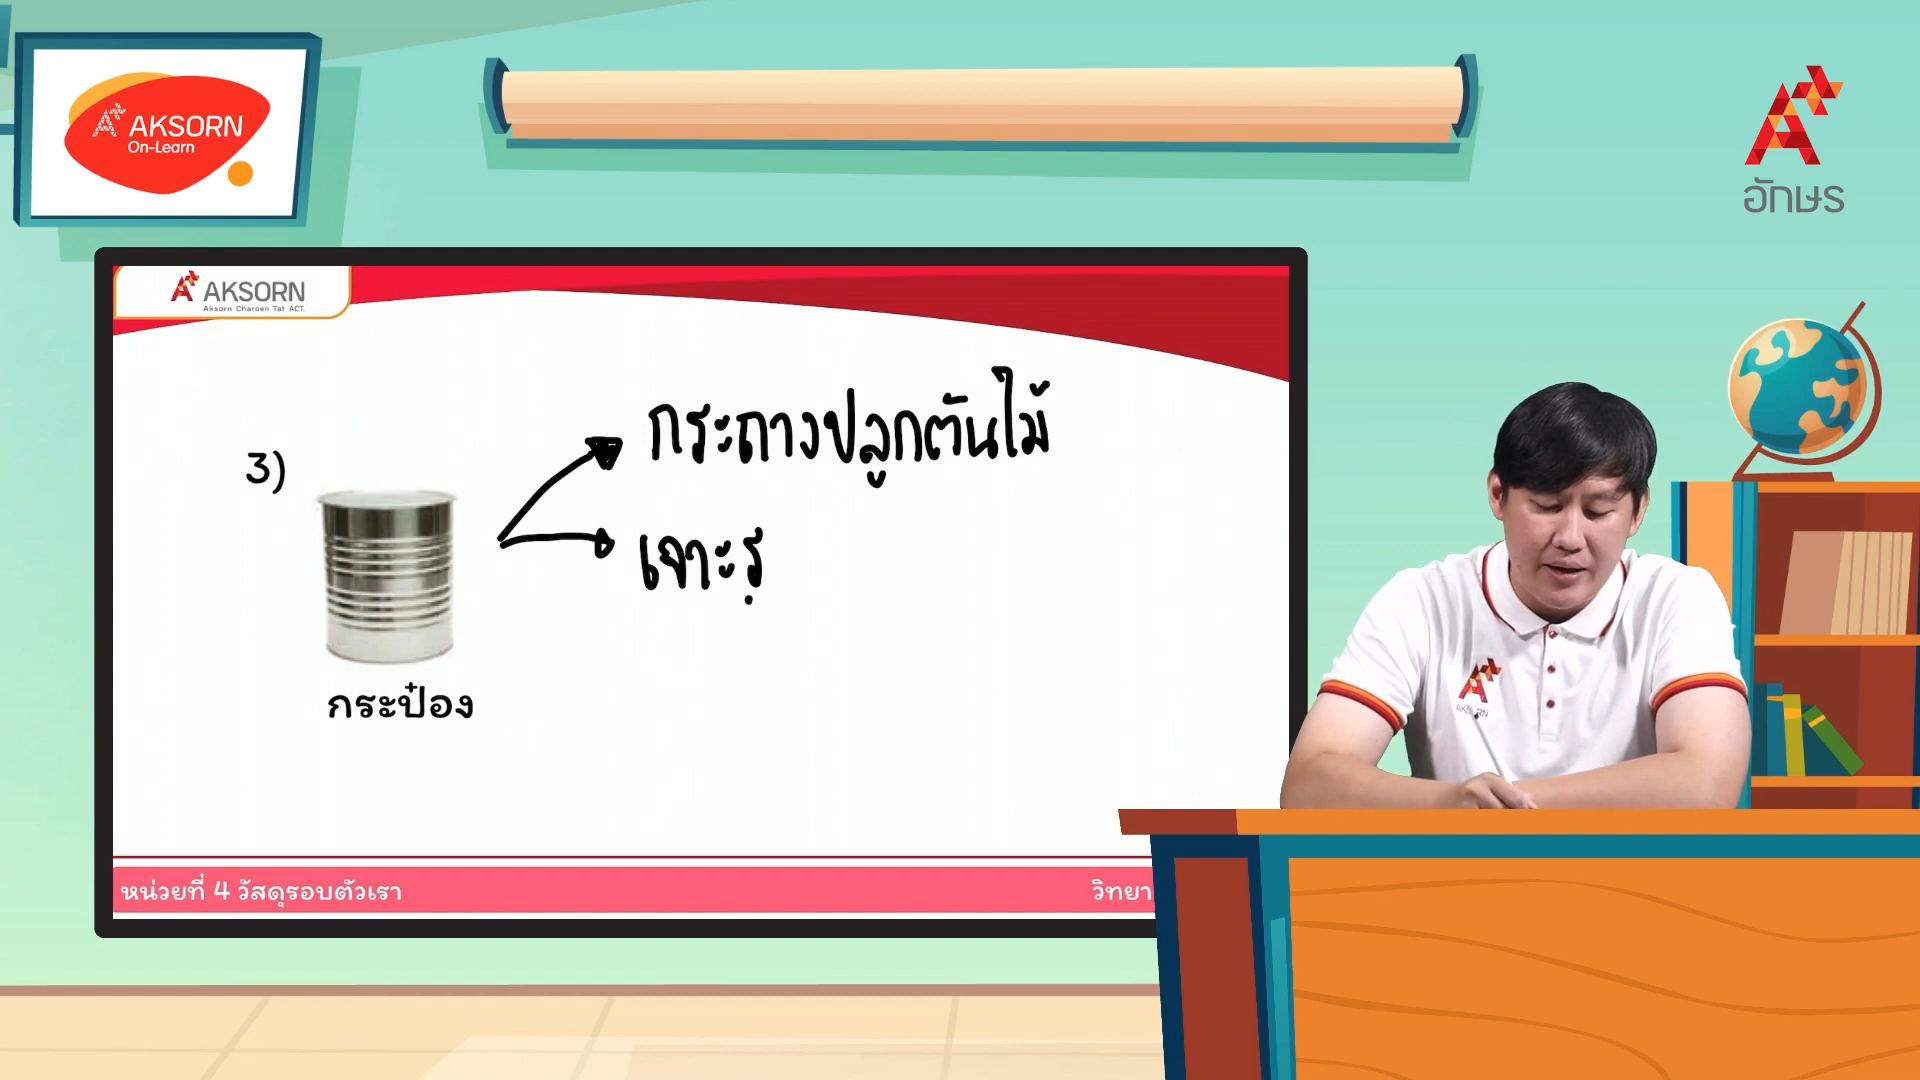 AKSORN
On-Learn
อักษร
AKSORN
Aksorn Charoen Tat ACT.
3)
กระถางปลูกต้นไม้
เจาะรุ
กระป๋อง
หน่วยที่ 4 วัสดุรอบตัวเรา
วิทยา